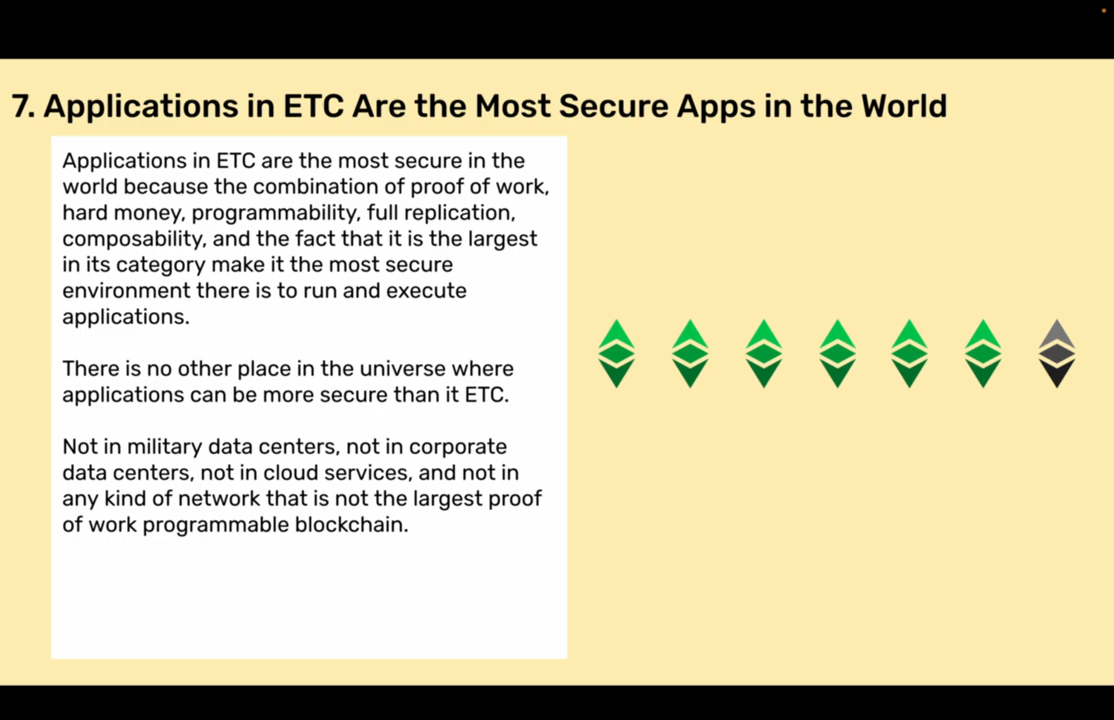 7. Applications in ETC Are the Most Secure Apps in the World
Applications in ETC are the most secure in the
world because the combination of proof of work,
hard money, programmability, full replication,
composability, and the fact that it is the largest
in its category make it the most secure
environment there is to run and execute
applications.
There is no other place in the universe where
applications can be more secure than it ETC.
Not in military data centers, not in corporate
data centers, not in cloud services, and not in
any kind of network that is not the largest proof
of work programmable blockchain.